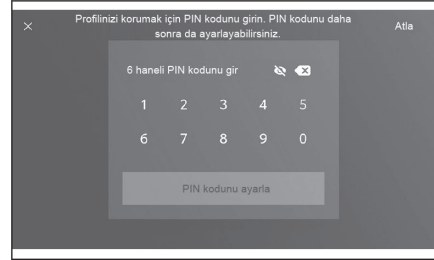 Profilinizi korumak için PIN kodunu girin. PIN kodunu daha
sonra da ayarlayabilirsiniz.
Atla
6 haneli PIN kodunu gir
1 2 3 4 5
6 7 8 9 0
PIN kodunu ayarla